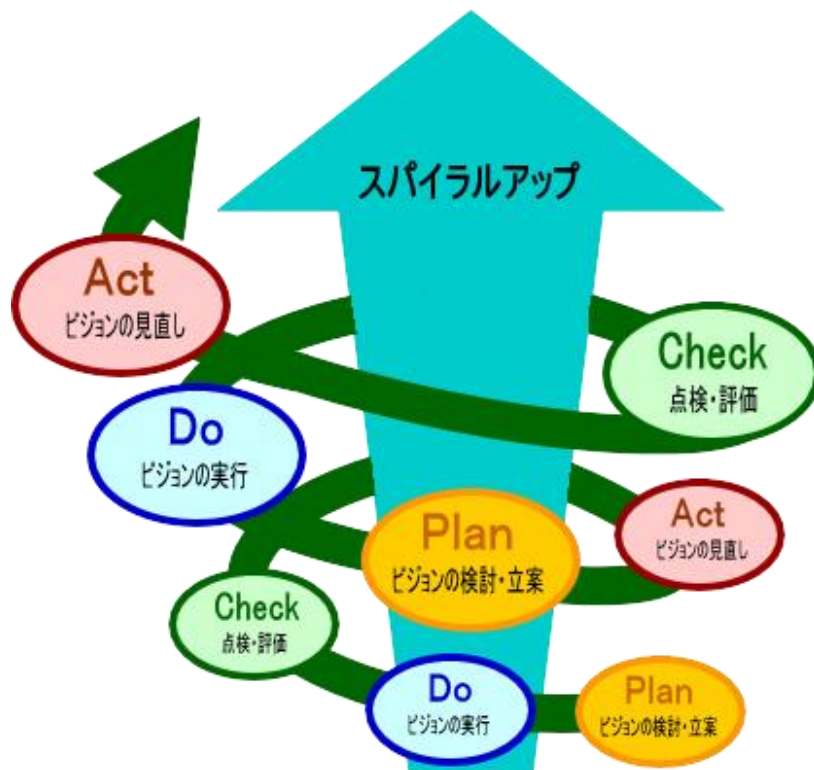 スパイラルアップ
Act
ビジョンの見直し
Check
点検・評価
Do
ビジョンの実行
Plan
ビジョンの検討・立案
Act
ビジョンの見直し
Check
点検・評価
Do
ビジョンの実行
Plan
ビジョンの検討・立案